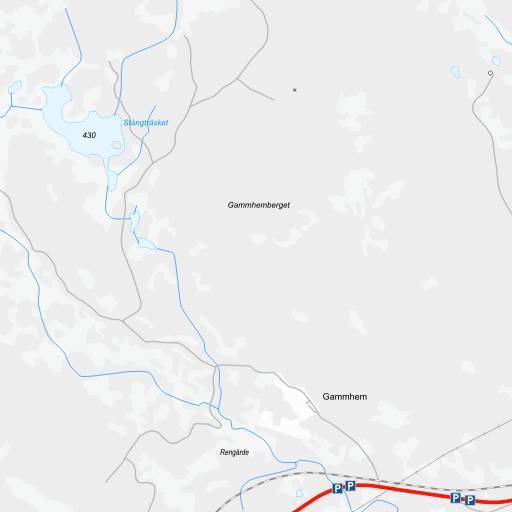 Stångträsket
430
Gammhemberget
Gammhem
Rengårde
P P
P P